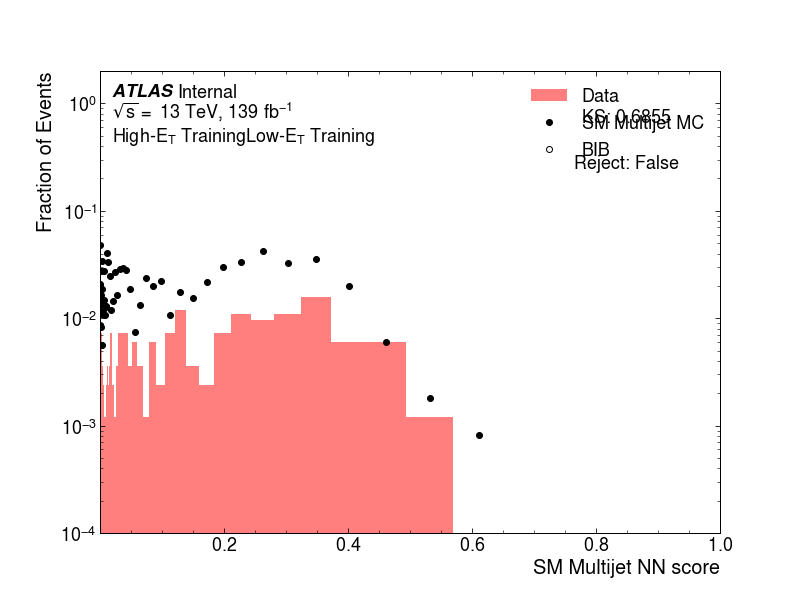 ATLAS Internal
√s = 13 TeV, 139 fb⁻¹
High-E_T TrainingLow-E_T Training
Data
KS: 0.6855
SM Multijet MC
BIB
Reject: False
Fraction of Events
10⁰
10⁻¹
10⁻²
10⁻³
10⁻⁴
0.2 0.4 0.6 0.8 1.0
SM Multijet NN score